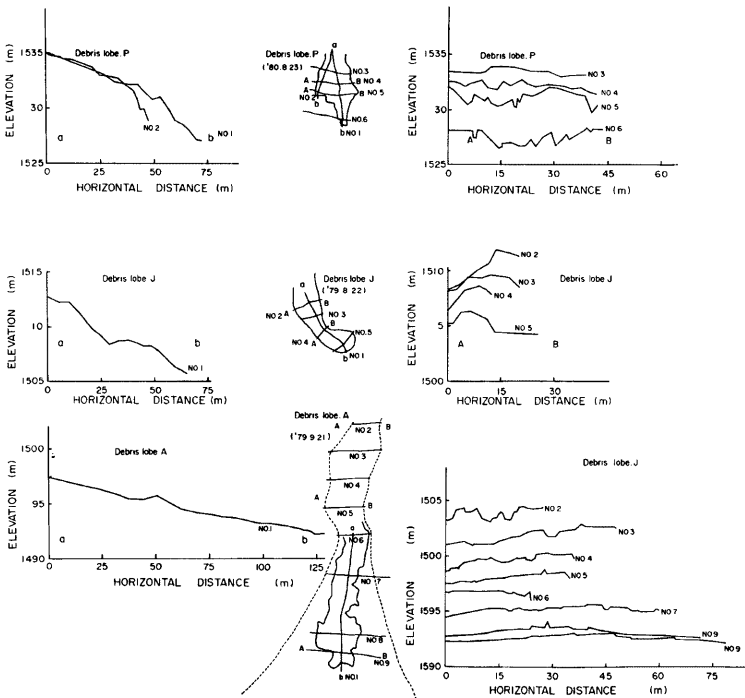 ELEVATION (m)
1535
30
1525
Debris lobe. P
a
b
NO.1
NO.2
0 25 50 75
HORIZONTAL DISTANCE (m)
Debris lobe. P
('80.8.23)
a
NO.3
A B NO.4
A B NO.5
NO.2
b
NO.6
b NO.1
ELEVATION (m)
1535
30
1525
Debris lobe. P
NO.3
NO.4
NO.5
NO.6
A B
0 15 30 45 60
HORIZONTAL DISTANCE (m)
ELEVATION (m)
1515
10
1505
Debris lobe J
a
b
NO.1
0 25 50 75
HORIZONTAL DISTANCE (m)
Debris lobe J
('79 8 22)
a
B
NO.2 A
NO.3
B
NO.5
NO.4 A
b NO.1
ELEVATION (m)
1510
5
1500
Debris lobe J
NO.2
NO.3
NO.4
NO.5
A B
0 15 30 45 60
HORIZONTAL DISTANCE (m)
ELEVATION (m)
1500
95
1490
Debris lobe A
a
NO.1
b
0 25 50 75 100 125
HORIZONTAL DISTANCE (m)
Debris lobe. A
('79 9 21)
A B
NO.2
NO.3
NO.4
A
NO.5 B
a
NO.6
NO.7
NO.8
A B
NO.9
b NO.1
ELEVATION (m)
Debris lobe. J
1505
1500
1595
1590
NO.2
NO.3
NO.4
NO.5
NO.6
NO.7
NO.9
NO.9
0 15 30 45 60 75
HORIZONTAL DISTANCE (m)